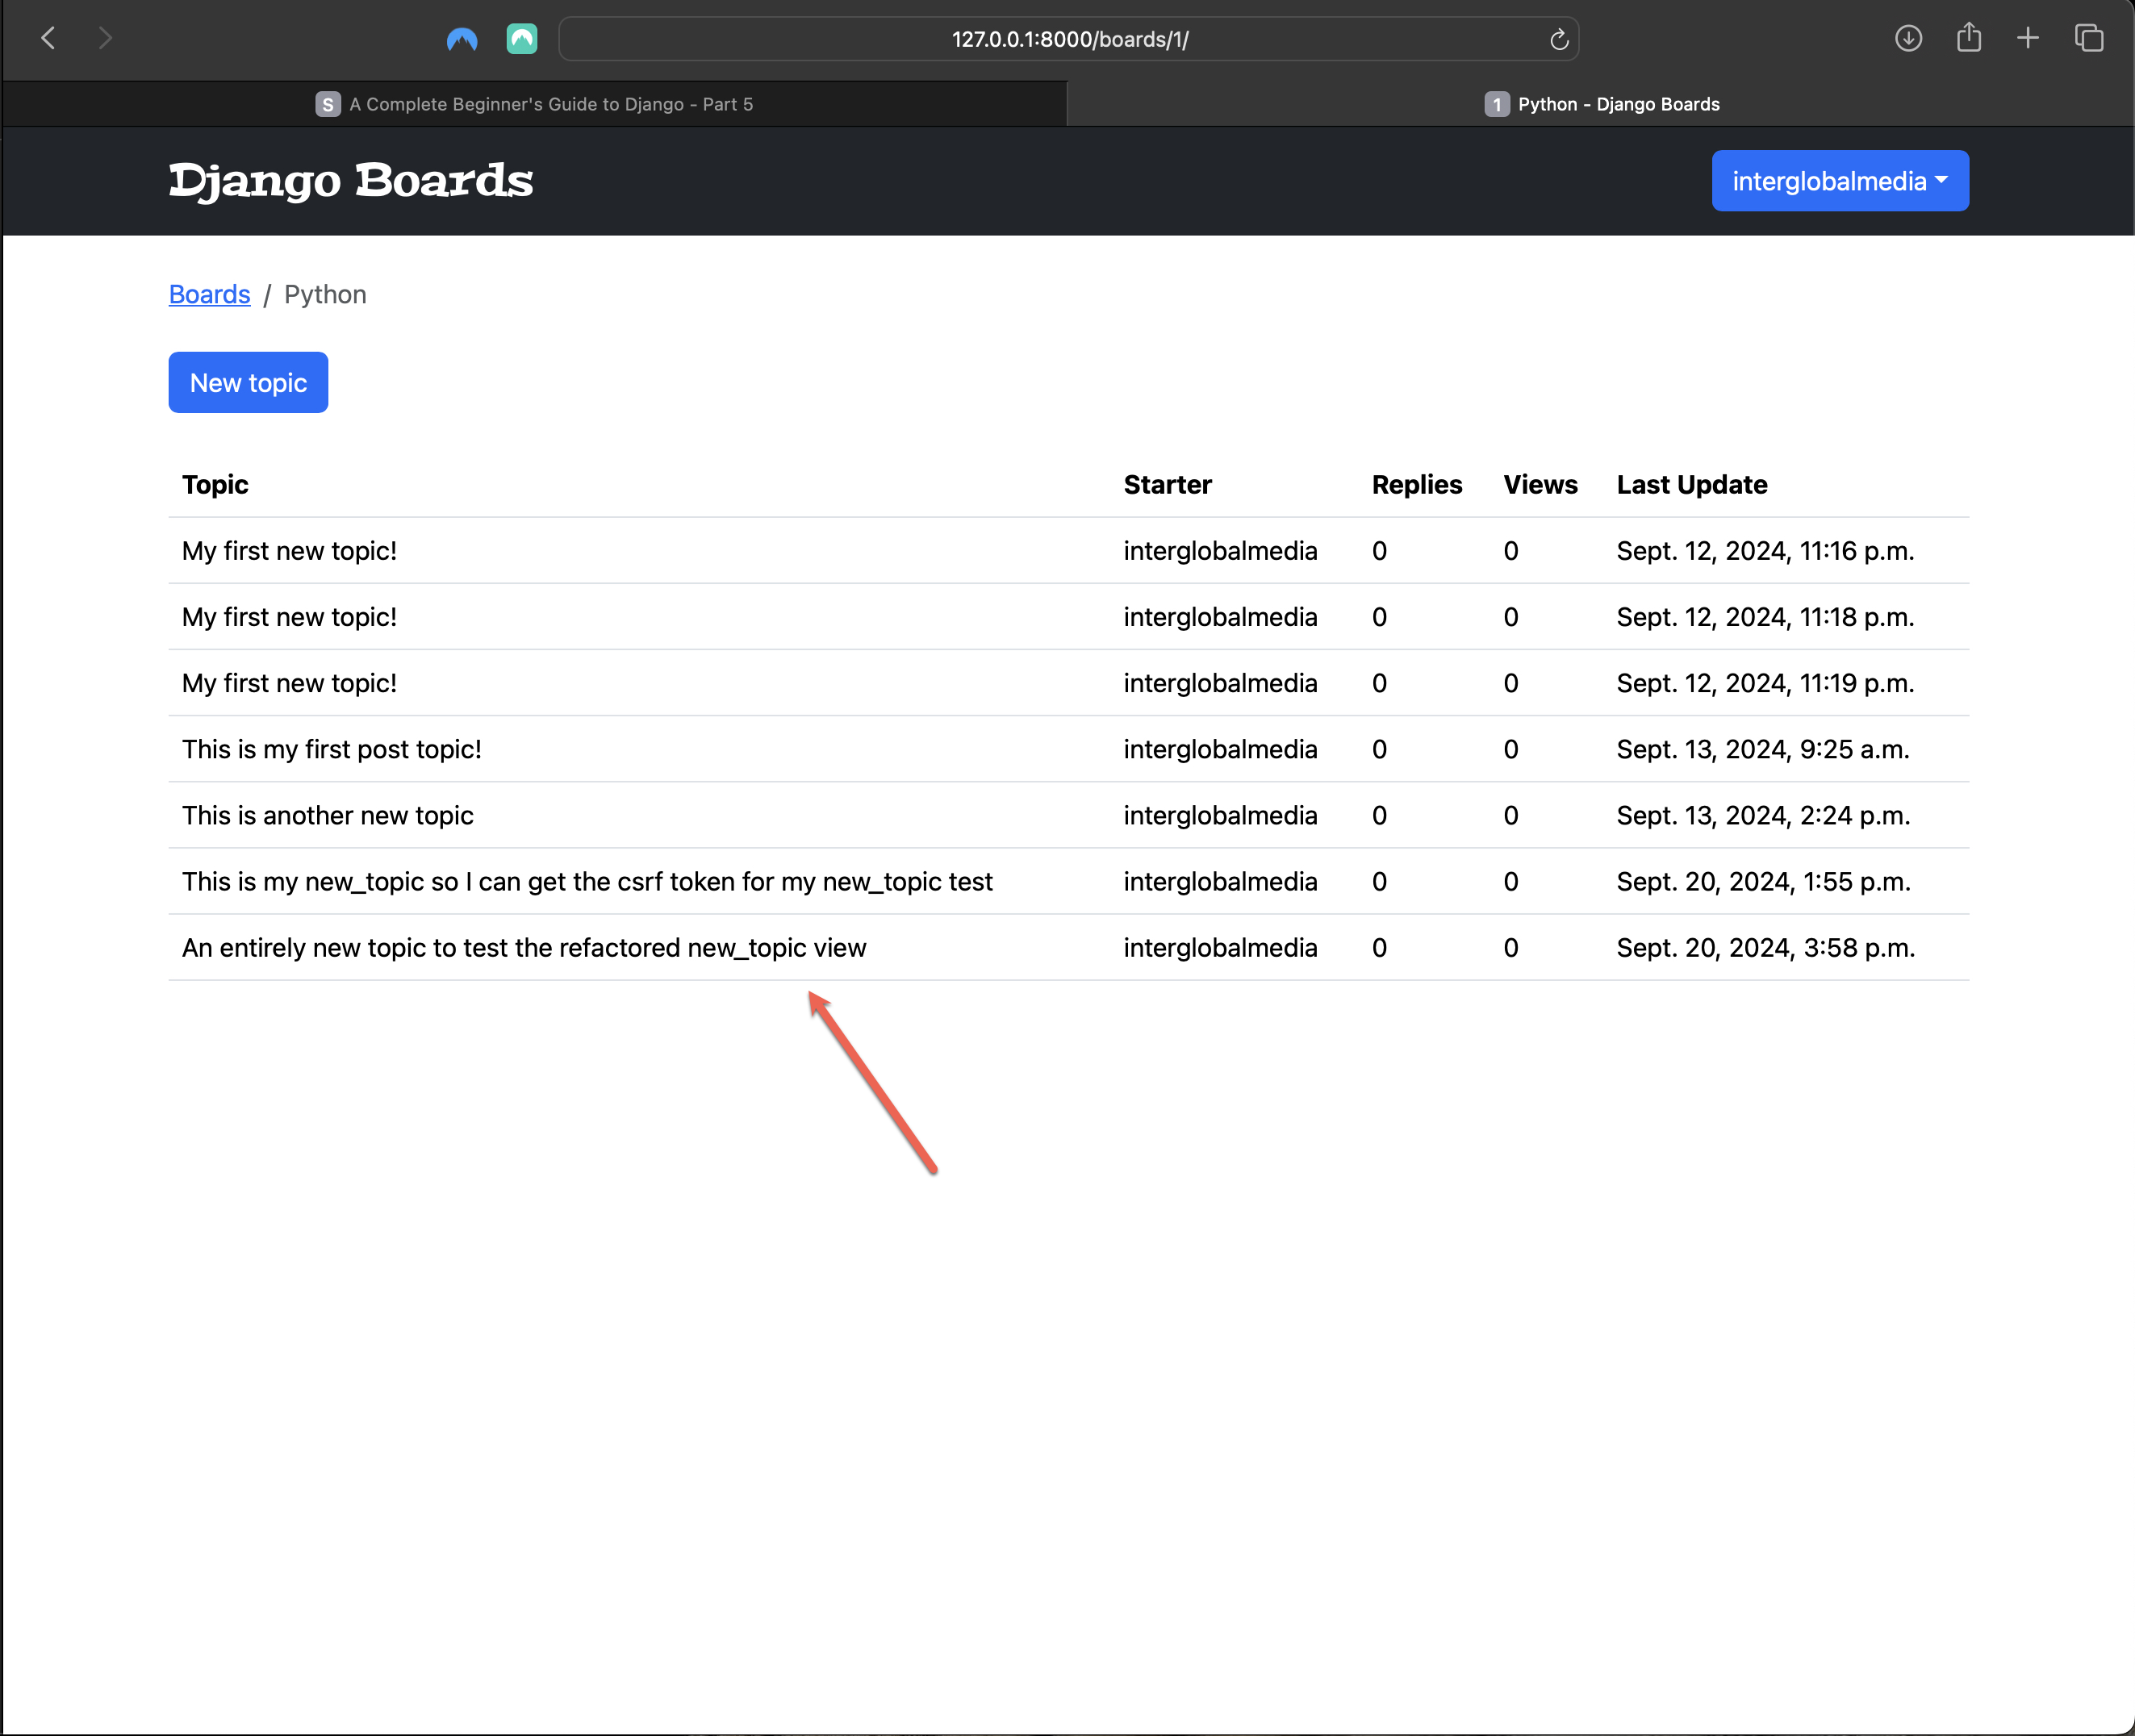 127.0.0.1:8000/boards/1/
S A Complete Beginner's Guide to Django - Part 5
1 Python - Django Boards
Django Boards
interglobalmedia
Boards / Python
New topic
Topic Starter Replies Views Last Update
My first new topic! interglobalmedia 0 0 Sept. 12, 2024, 11:16 p.m.
My first new topic! interglobalmedia 0 0 Sept. 12, 2024, 11:18 p.m.
My first new topic! interglobalmedia 0 0 Sept. 12, 2024, 11:19 p.m.
This is my first post topic! interglobalmedia 0 0 Sept. 13, 2024, 9:25 a.m.
This is another new topic interglobalmedia 0 0 Sept. 13, 2024, 2:24 p.m.
This is my new_topic so I can get the csrf token for my new_topic test interglobalmedia 0 0 Sept. 20, 2024, 1:55 p.m.
An entirely new topic to test the refactored new_topic view interglobalmedia 0 0 Sept. 20, 2024, 3:58 p.m.